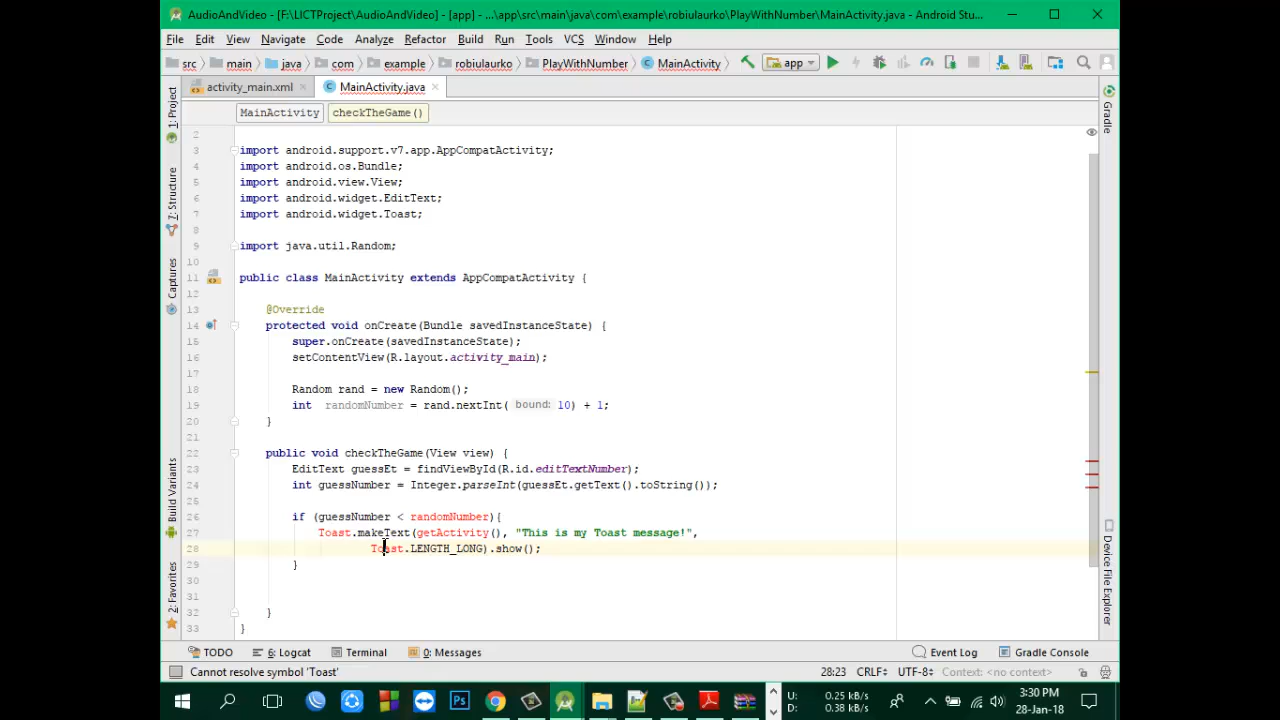 AudioAndVideo - [F:\LICTProject\AudioAndVideo] - [app] - ...\app\src\main\java\com\example\robiulaurko\PlayWithNumber\MainActivity.java - Android Stu...
File Edit View Navigate Code Analyze Refactor Build Run Tools VCS Window Help
src main java com example robiulaurko PlayWithNumber MainActivity app
activity_main.xml MainActivity.java
MainActivity checkTheGame()
2
3 import android.support.v7.app.AppCompatActivity;
4 import android.os.Bundle;
5 import android.view.View;
6 import android.widget.EditText;
7 import android.widget.Toast;
8
9 import java.util.Random;
10
11 public class MainActivity extends AppCompatActivity {
12
13 @Override
14 protected void onCreate(Bundle savedInstanceState) {
15 super.onCreate(savedInstanceState);
16 setContentView(R.layout.activity_main);
17
18 Random rand = new Random();
19 int randomNumber = rand.nextInt( bound: 10) + 1;
20 }
21
22 public void checkTheGame(View view) {
23 EditText guessEt = findViewById(R.id.editTextNumber);
24 int guessNumber = Integer.parseInt(guessEt.getText().toString());
25
26 if (guessNumber < randomNumber){
27 Toast.makeText(getActivity(), "This is my Toast message!",
28 Toast.LENGTH_LONG).show();
29 }
30
31
32 }
33 }
1: Project
7: Structure
Captures
Build Variants
2: Favorites
Gradle
Device File Explorer
TODO 6: Logcat Terminal 0: Messages Event Log Gradle Console
Cannot resolve symbol 'Toast' 28:23 CRLF UTF-8 Context: <no context>
U: 0.25 kB/s
D: 0.38 kB/s
3:30 PM
28-Jan-18